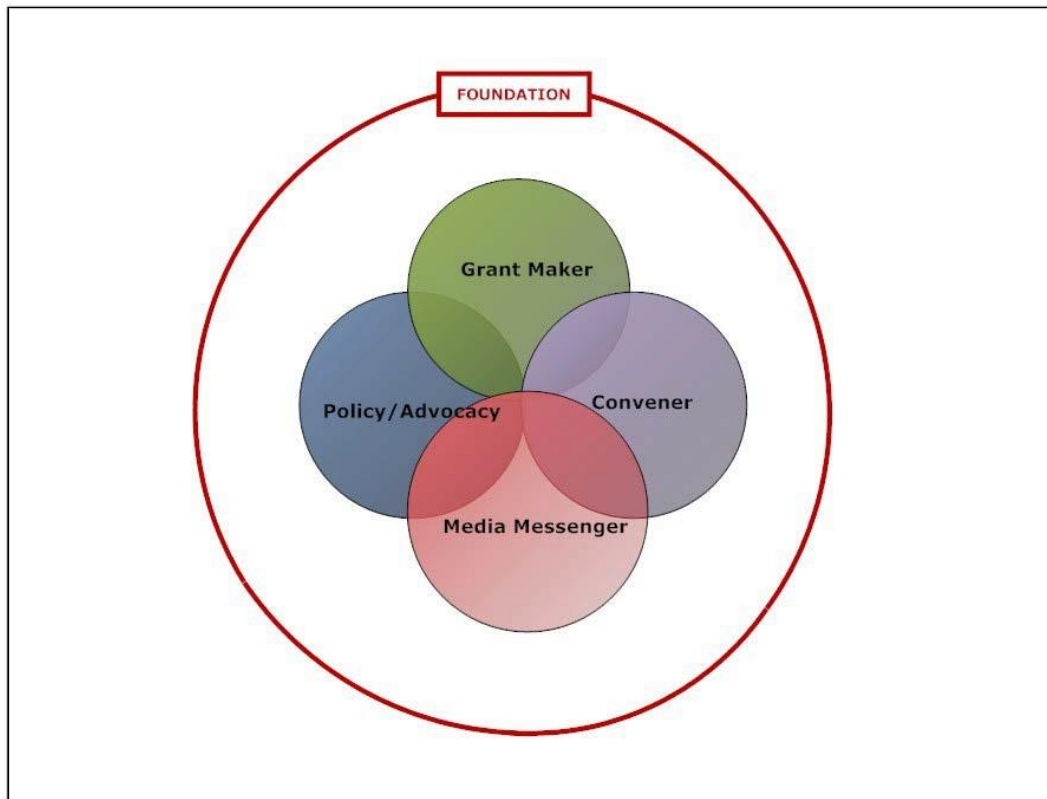 FOUNDATION
Grant Maker
Policy/Advocacy
Convener
Media Messenger